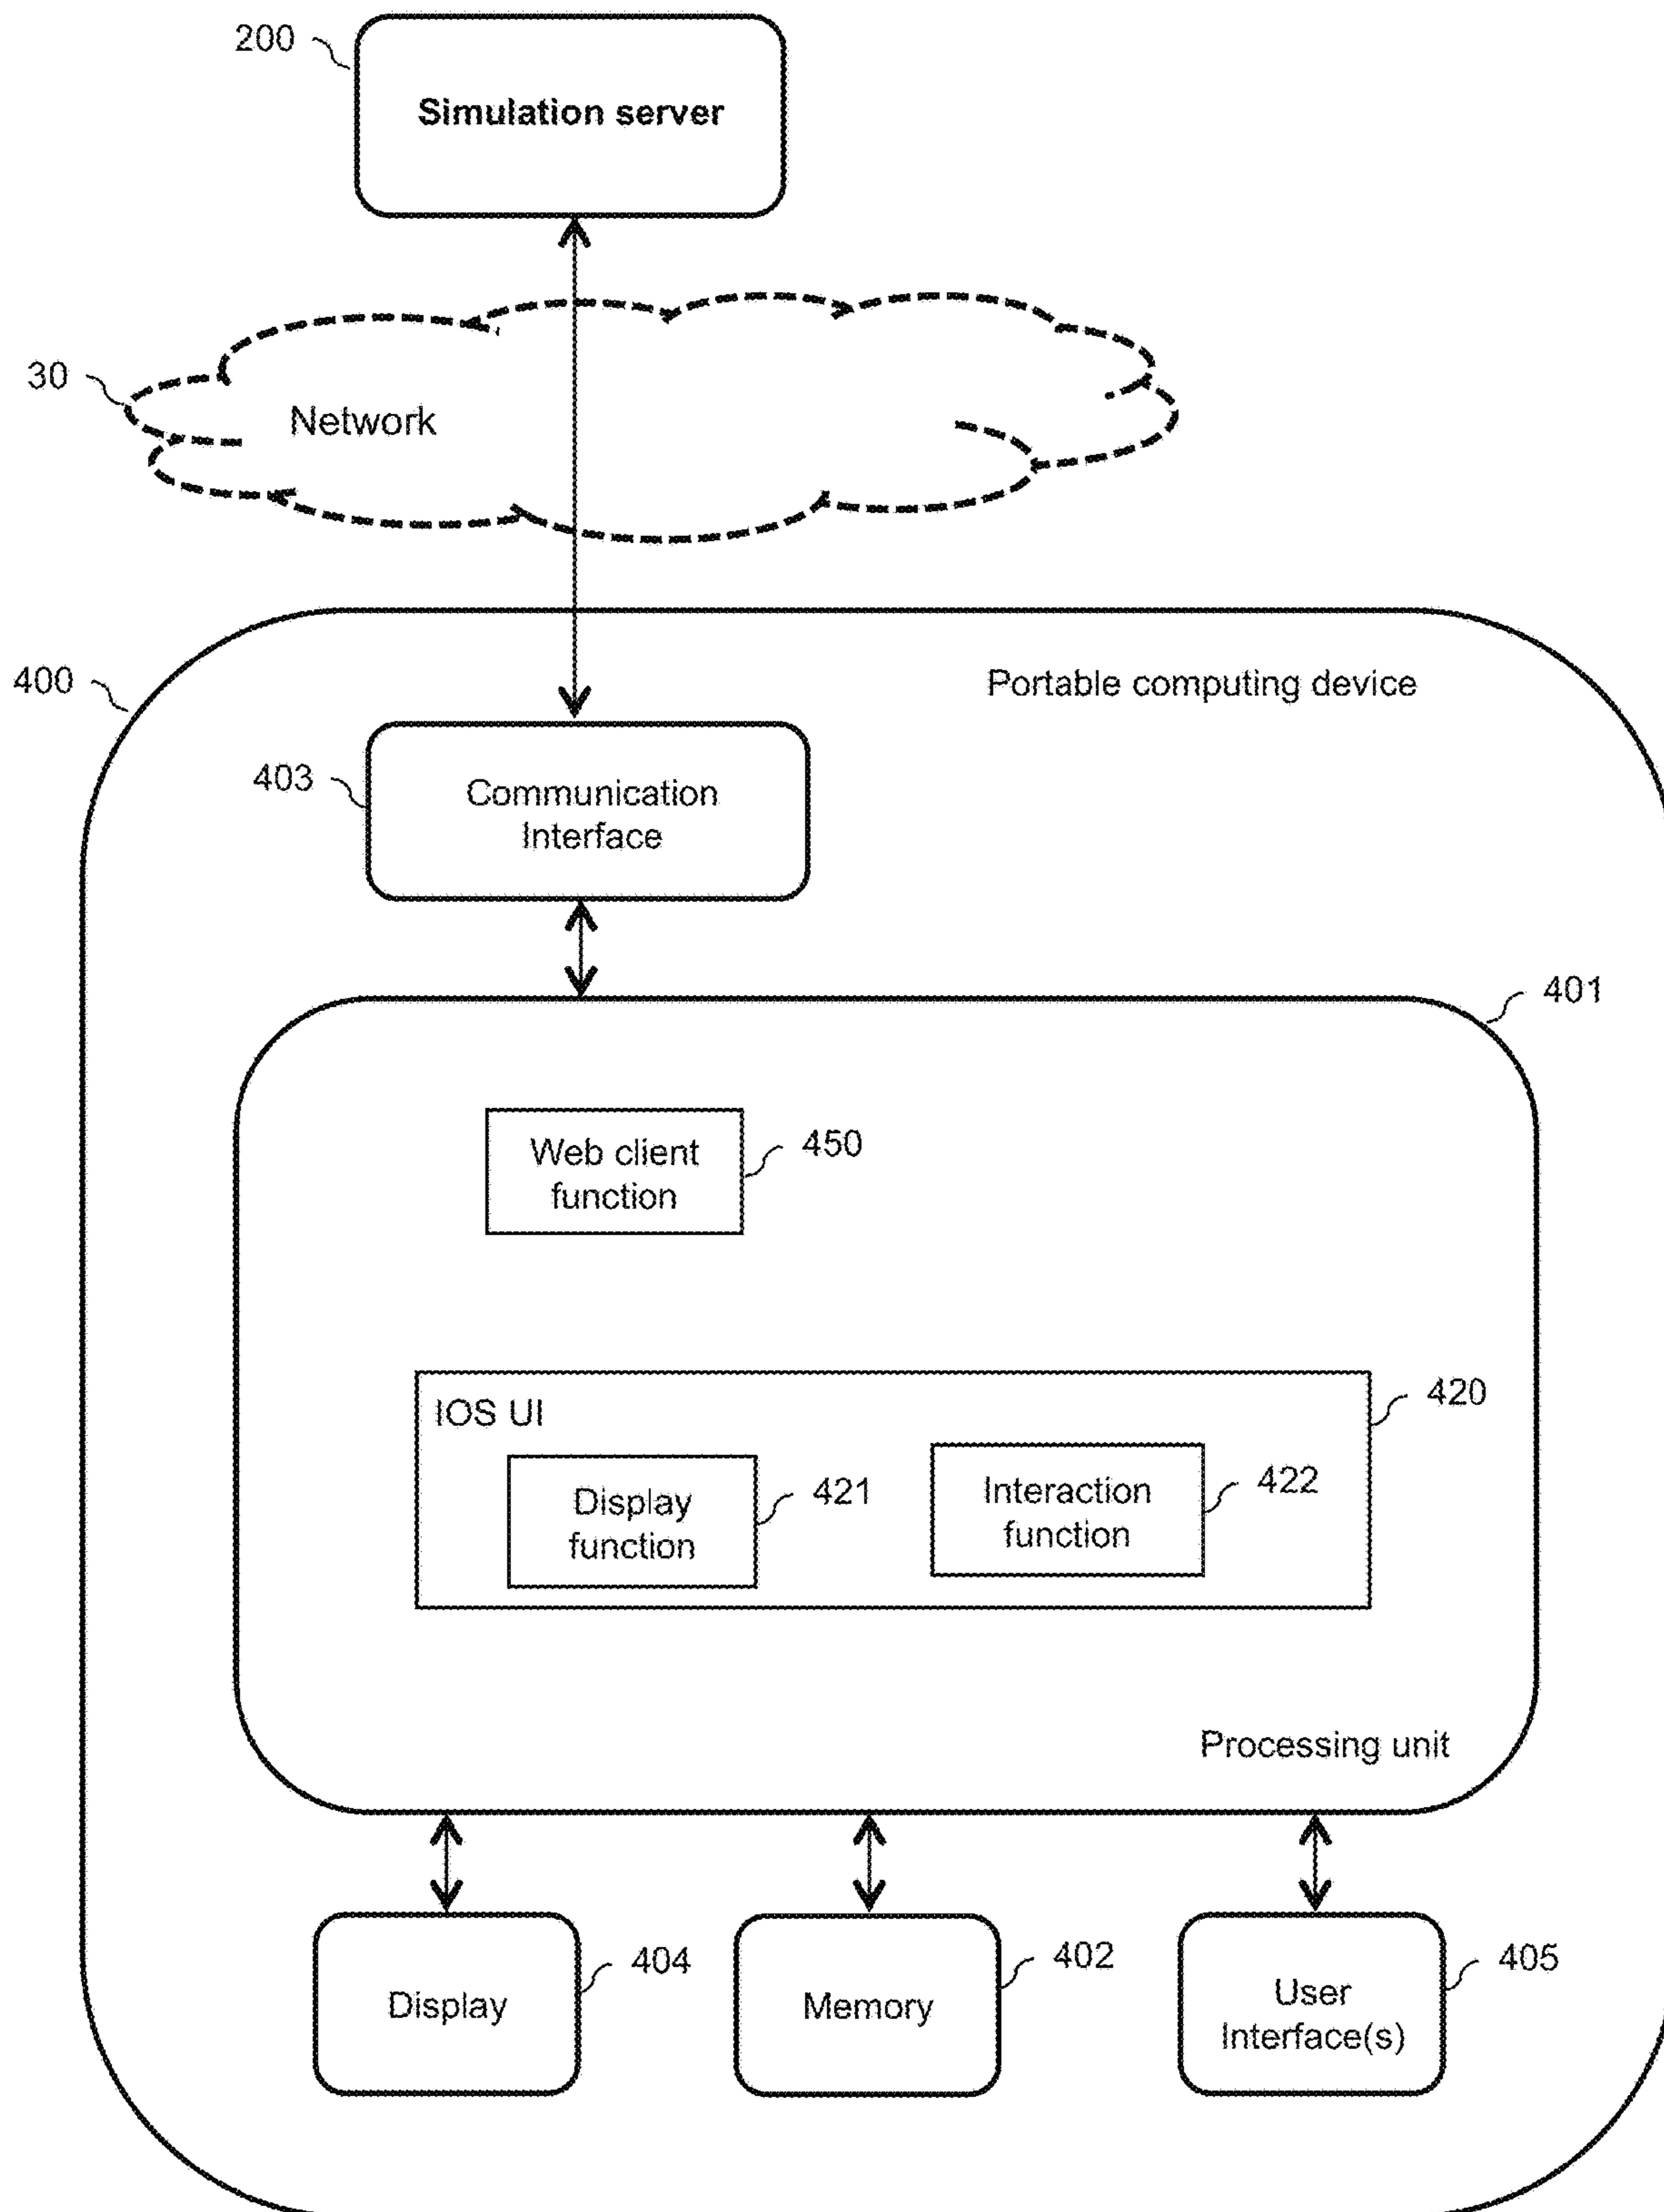 200
Simulation server
30
Network
400
Portable computing device
403
Communication
Interface
401
Web client
function
450
IOS UI
420
Display
function
421
Interaction
function
422
Processing unit
Display
404
Memory
402
User
Interface(s)
405